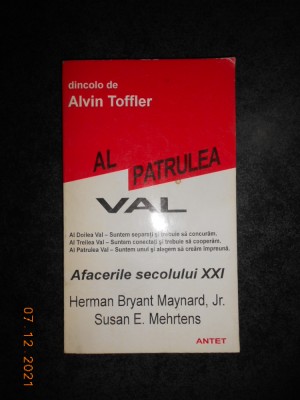 dincolo de
Alvin Toffler
AL PATRULEA
VAL
Al Doilea Val – Suntem separați și trebuie să concurăm.
Al Treilea Val – Suntem conectați și trebuie să cooperăm.
Al Patrulea Val – Suntem unul și alegem să creăm împreună.
Afacerile secolului XXI
Herman Bryant Maynard, Jr.
Susan E. Mehrtens
ANTET
07.12.2021